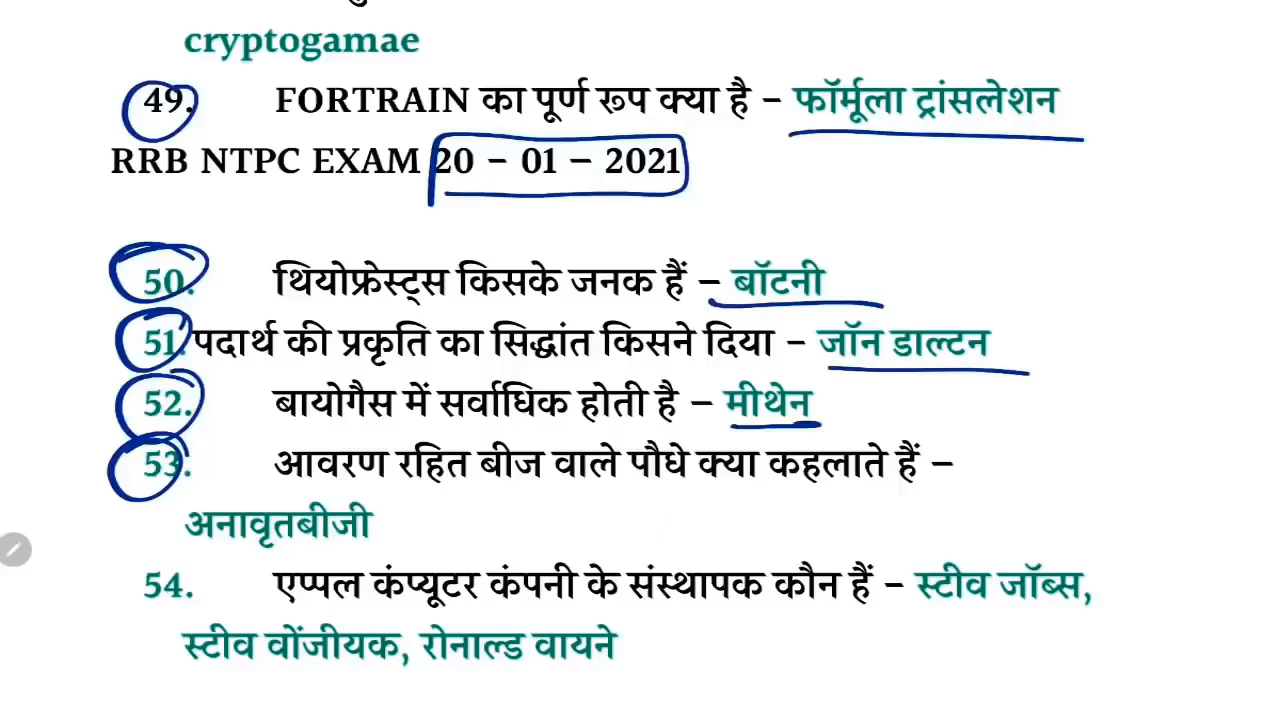 cryptogamae
49. FORTRAIN का पूर्ण रूप क्या है – फॉर्मूला ट्रांसलेशन
RRB NTPC EXAM 20 – 01 – 2021
50. थियोफ्रेस्ट्स किसके जनक हैं – बॉटनी
51. पदार्थ की प्रकृति का सिद्धांत किसने दिया – जॉन डाल्टन
52. बायोगैस में सर्वाधिक होती है – मीथेन
53. आवरण रहित बीज वाले पौधे क्या कहलाते हैं –
अनावृतबीजी
54. एप्पल कंप्यूटर कंपनी के संस्थापक कौन हैं – स्टीव जॉब्स,
स्टीव वोंजीयक, रोनाल्ड वायने